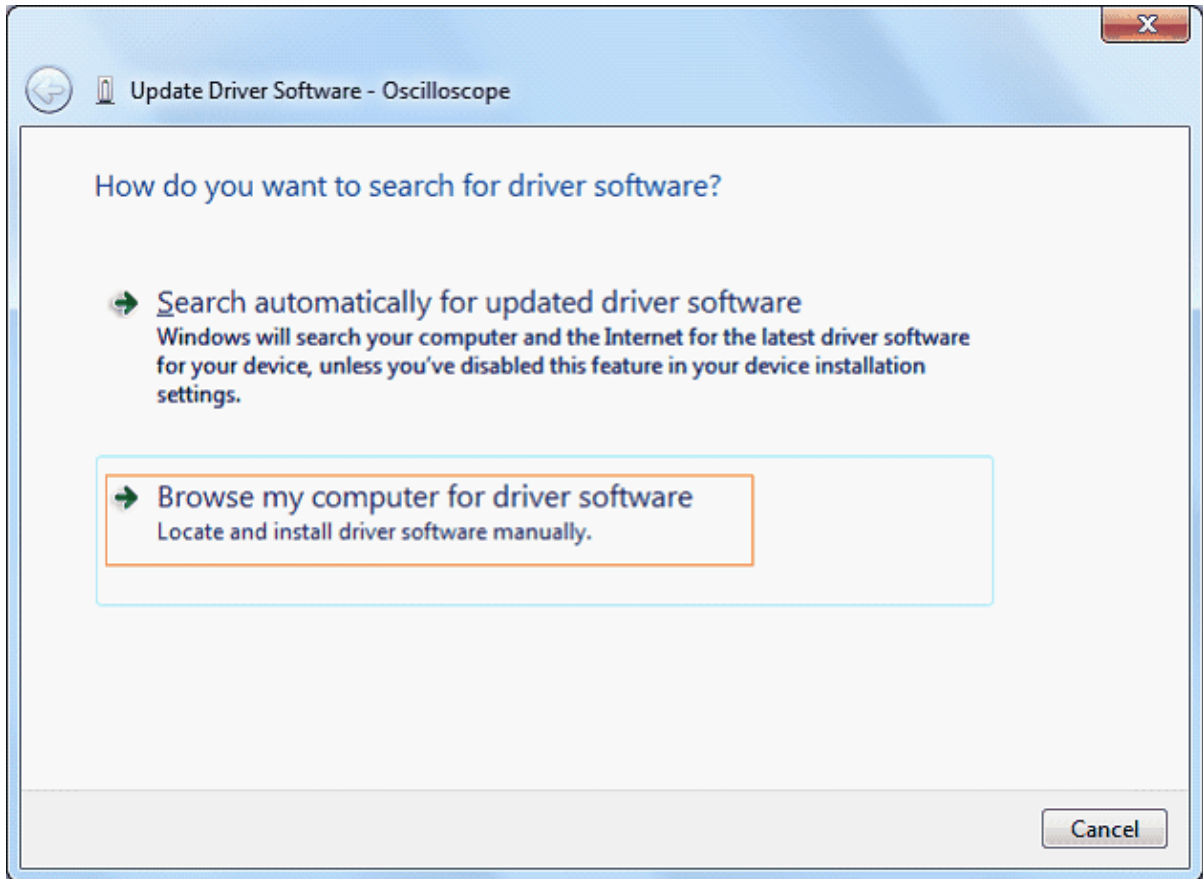 Update Driver Software - Oscilloscope
How do you want to search for driver software?
Search automatically for updated driver software
Windows will search your computer and the Internet for the latest driver software
for your device, unless you've disabled this feature in your device installation
settings.
Browse my computer for driver software
Locate and install driver software manually.
Cancel